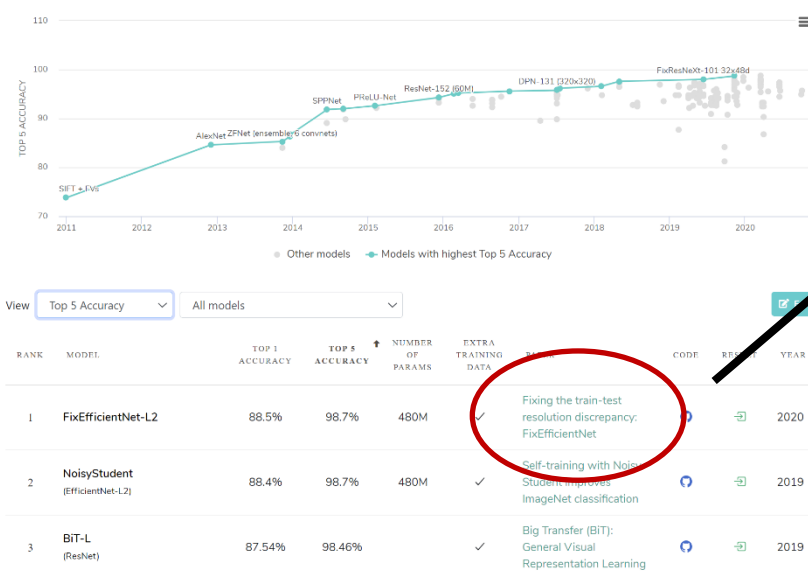 110
100
90
80
70
TOP 5 ACCURACY
SIFT + FVs
AlexNet
ZFNet (ensemble, 6 convnets)
SPPNet
PReLU-Net
ResNet-152 (60M)
DPN-131 (320x320)
FixResNeXt-101 32x48d
2011 2012 2013 2014 2015 2016 2017 2018 2019 2020
Other models Models with highest Top 5 Accuracy
View Top 5 Accuracy All models
RANK MODEL TOP 1 ACCURACY TOP 5 ACCURACY NUMBER OF PARAMS EXTRA TRAINING DATA CODE YEAR
1 FixEfficientNet-L2 88.5% 98.7% 480M ✓ Fixing the train-test
resolution discrepancy:
FixEfficientNet
2020
2 NoisyStudent
(EfficientNet-L2)
88.4% 98.7% 480M ✓ Self-training with Noisy
Student improves
ImageNet classification
2019
3 BiT-L
(ResNet)
87.54% 98.46% ✓ Big Transfer (BiT):
General Visual
Representation Learning
2019